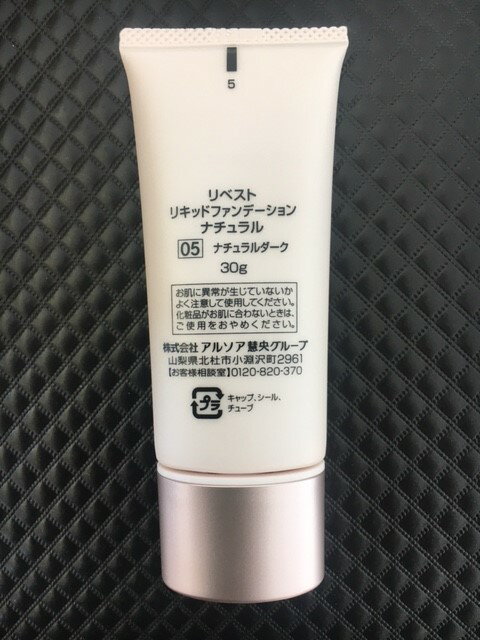 5
リベスト
リキッドファンデーション
ナチュラル
05 ナチュラルダーク
30g
お肌に異常が生じていないか
よく注意して使用してください。
化粧品がお肌に合わないときは、
ご使用をおやめください。
株式会社 アルソア慧央グループ
山梨県北杜市小淵沢町2961
【お客様相談室】0120-820-370
プラ
キャップ、シール、
チューブ